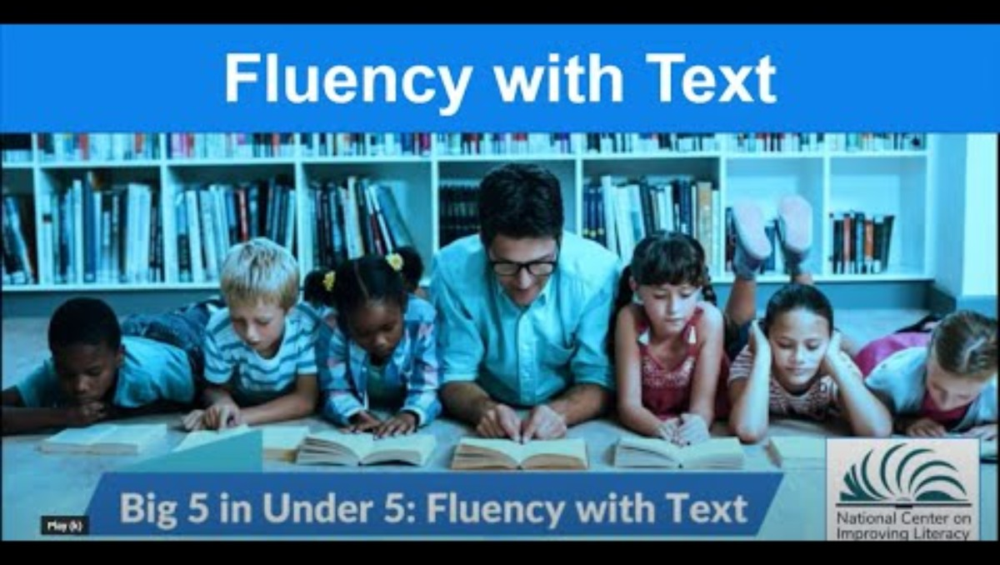 Fluency with Text
Big 5 in Under 5: Fluency with Text
Play (k)
National Center on
Improving Literacy